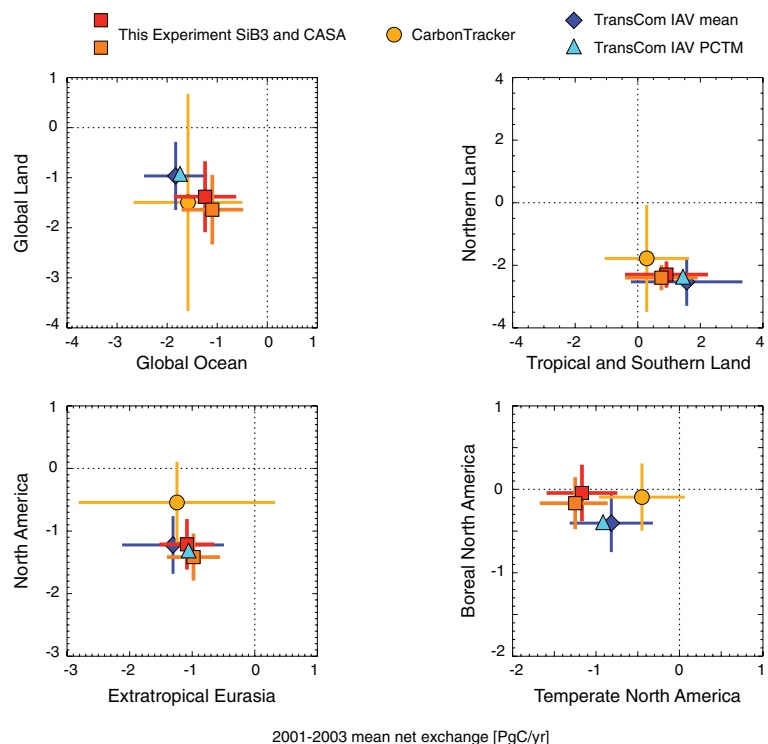 This Experiment SiB3 and CASA
CarbonTracker
TransCom IAV mean
TransCom IAV PCTM
1
0
-1
-2
-3
-4
Global Land
-4 -3 -2 -1 0 1
Global Ocean
4
2
0
-2
-4
Northern Land
-4 -2 0 2 4
Tropical and Southern Land
1
0
-1
-2
-3
North America
-3 -2 -1 0 1
Extratropical Eurasia
1
0
-1
-2
Boreal North America
-2 -1 0 1
Temperate North America
2001-2003 mean net exchange [PgC/yr]